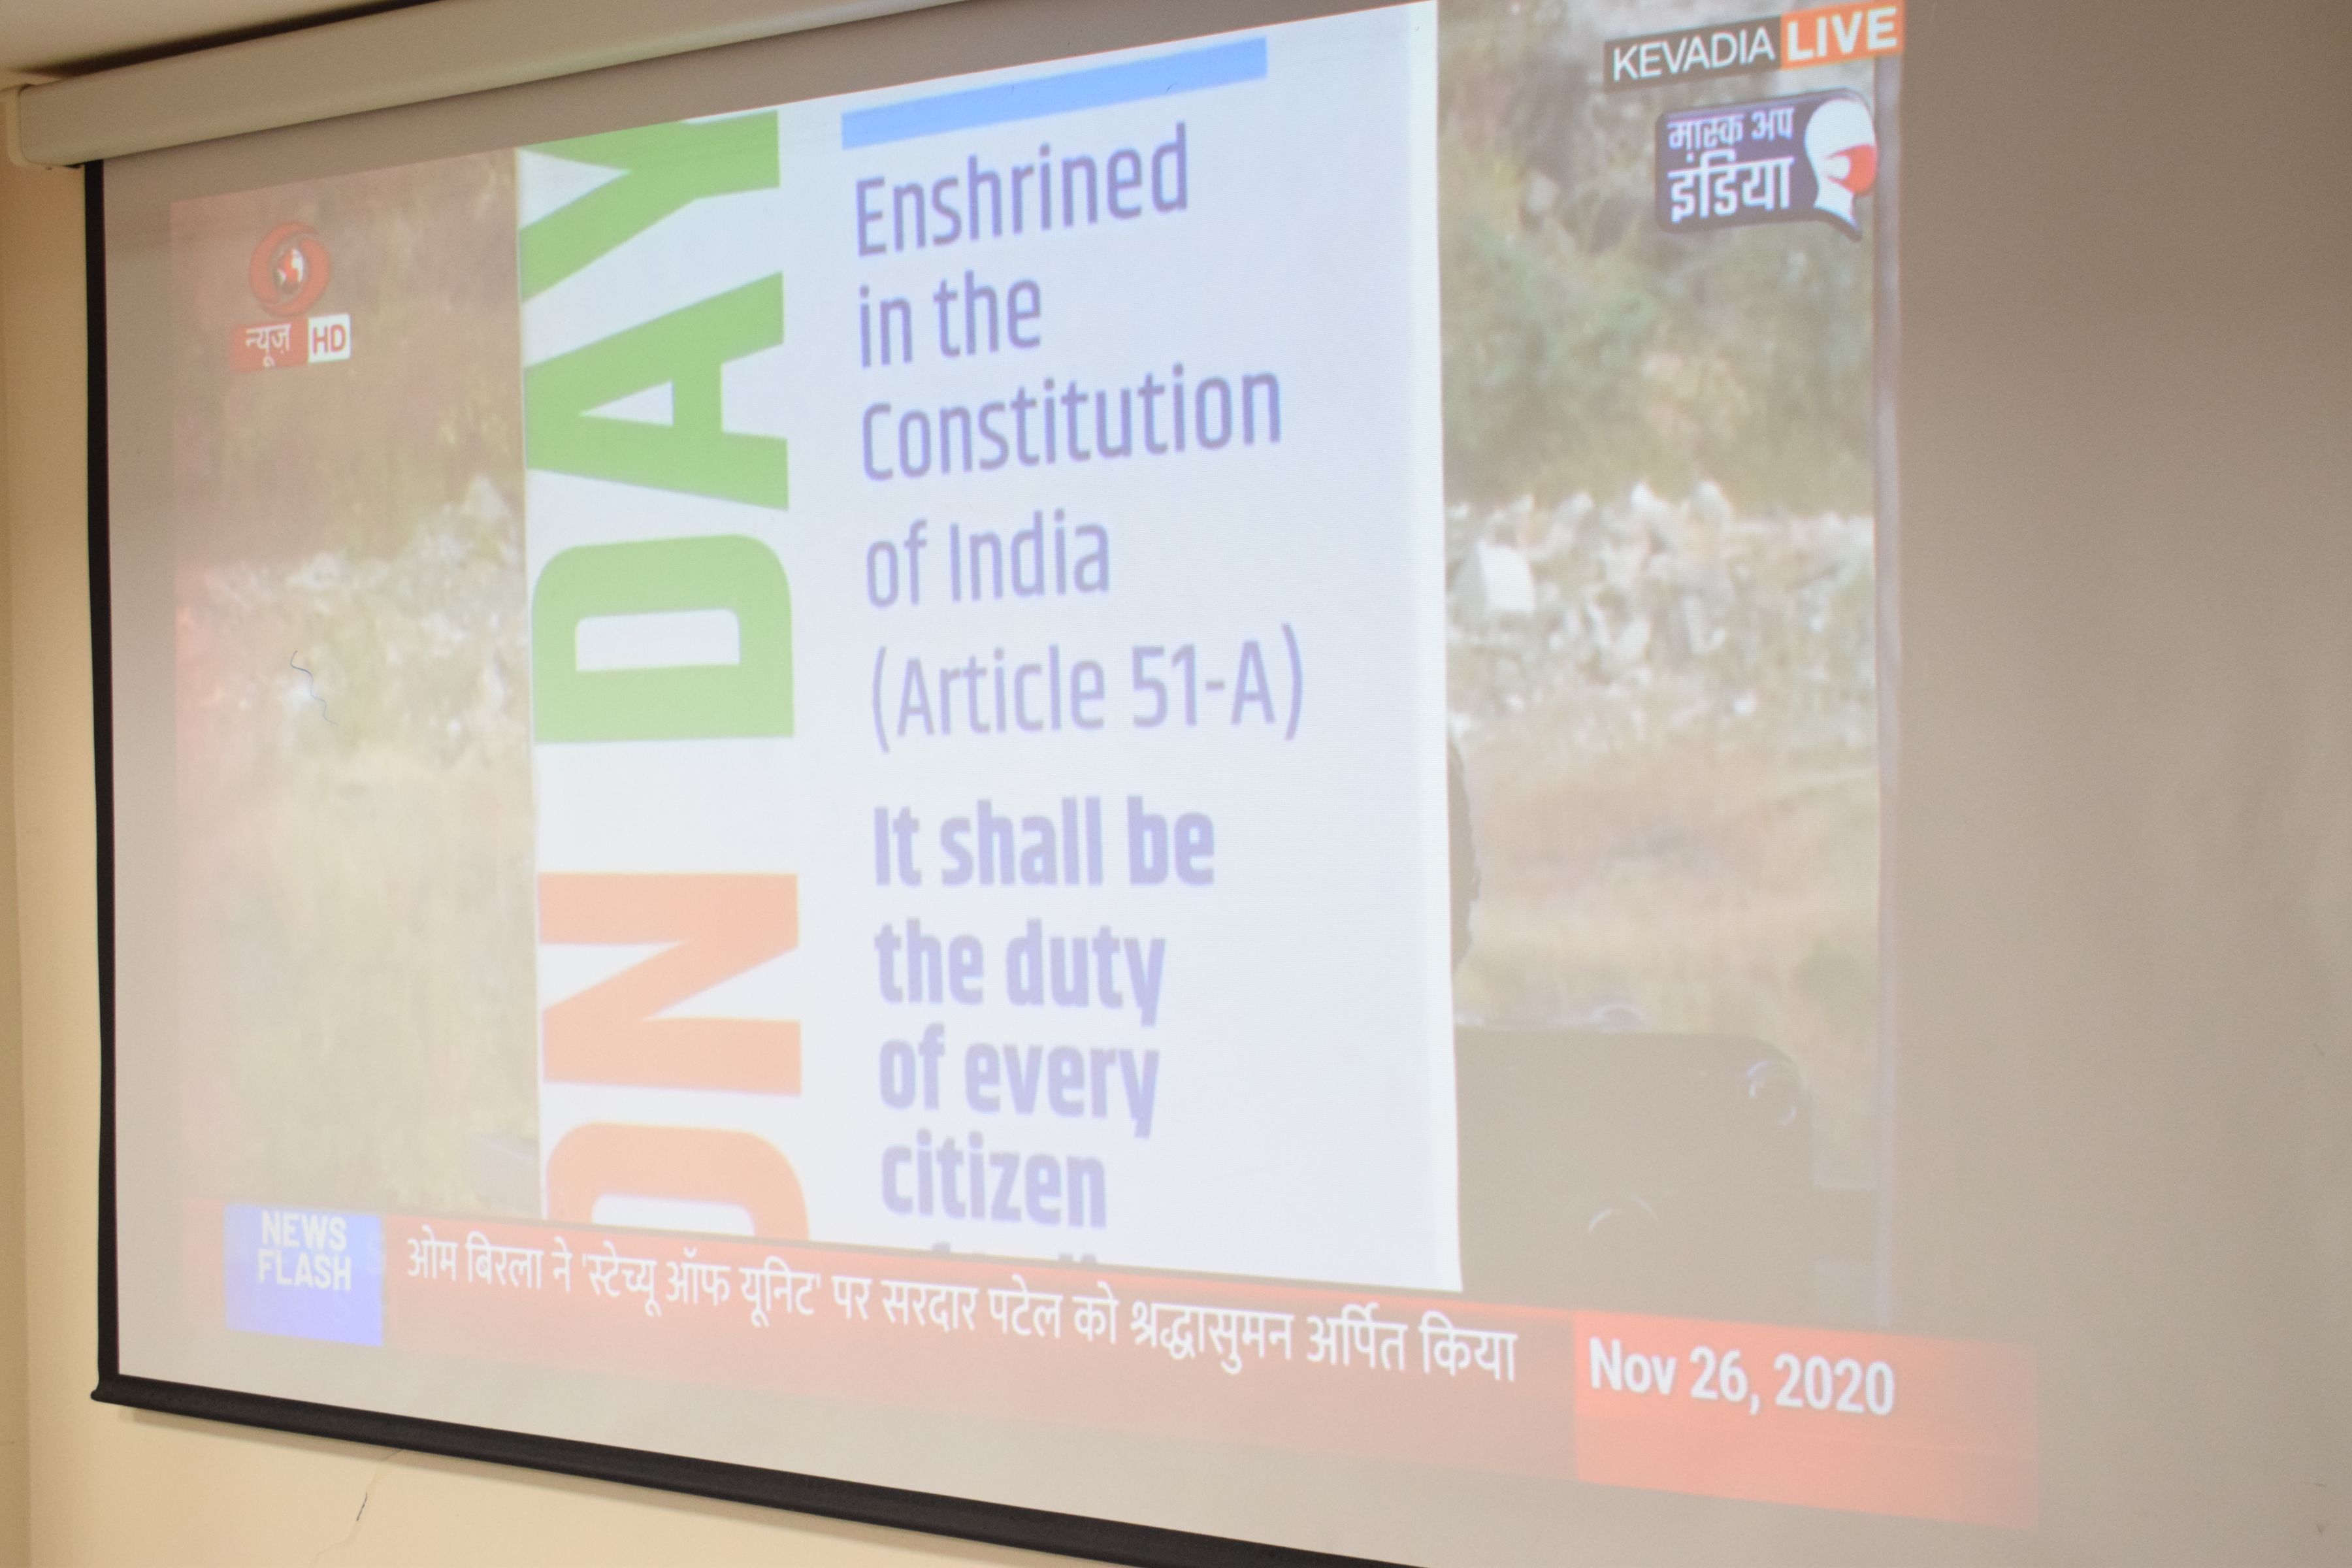 KEVADIA LIVE
मास्क अप
इंडिया
न्यूज़ HD
ON DAY
Enshrined
in the
Constitution
of India
(Article 51-A)
It shall be
the duty
of every
citizen
NEWS
FLASH
ओम बिरला ने 'स्टेच्यू ऑफ यूनिट' पर सरदार पटेल को श्रद्धासुमन अर्पित किया
Nov 26, 2020